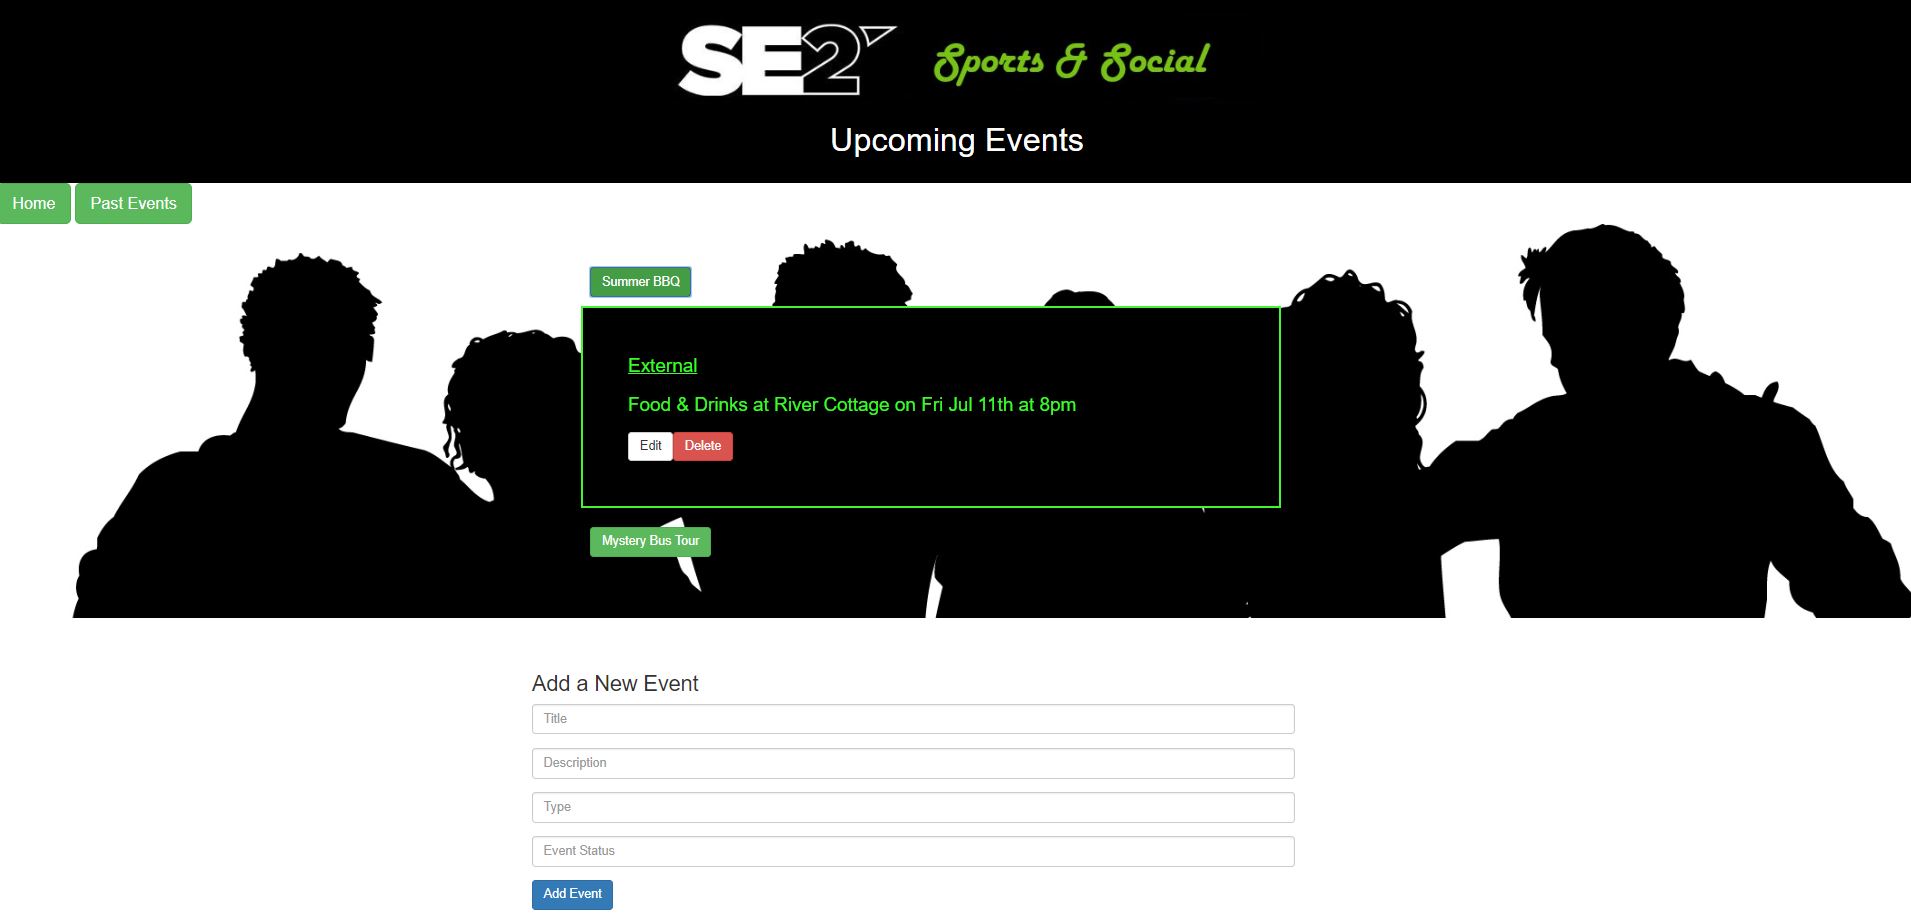 SE2 Sports & Social
Upcoming Events
Home Past Events
Summer BBQ
External
Food & Drinks at River Cottage on Fri Jul 11th at 8pm
Edit Delete
Mystery Bus Tour
Add a New Event
Title
Description
Type
Event Status
Add Event